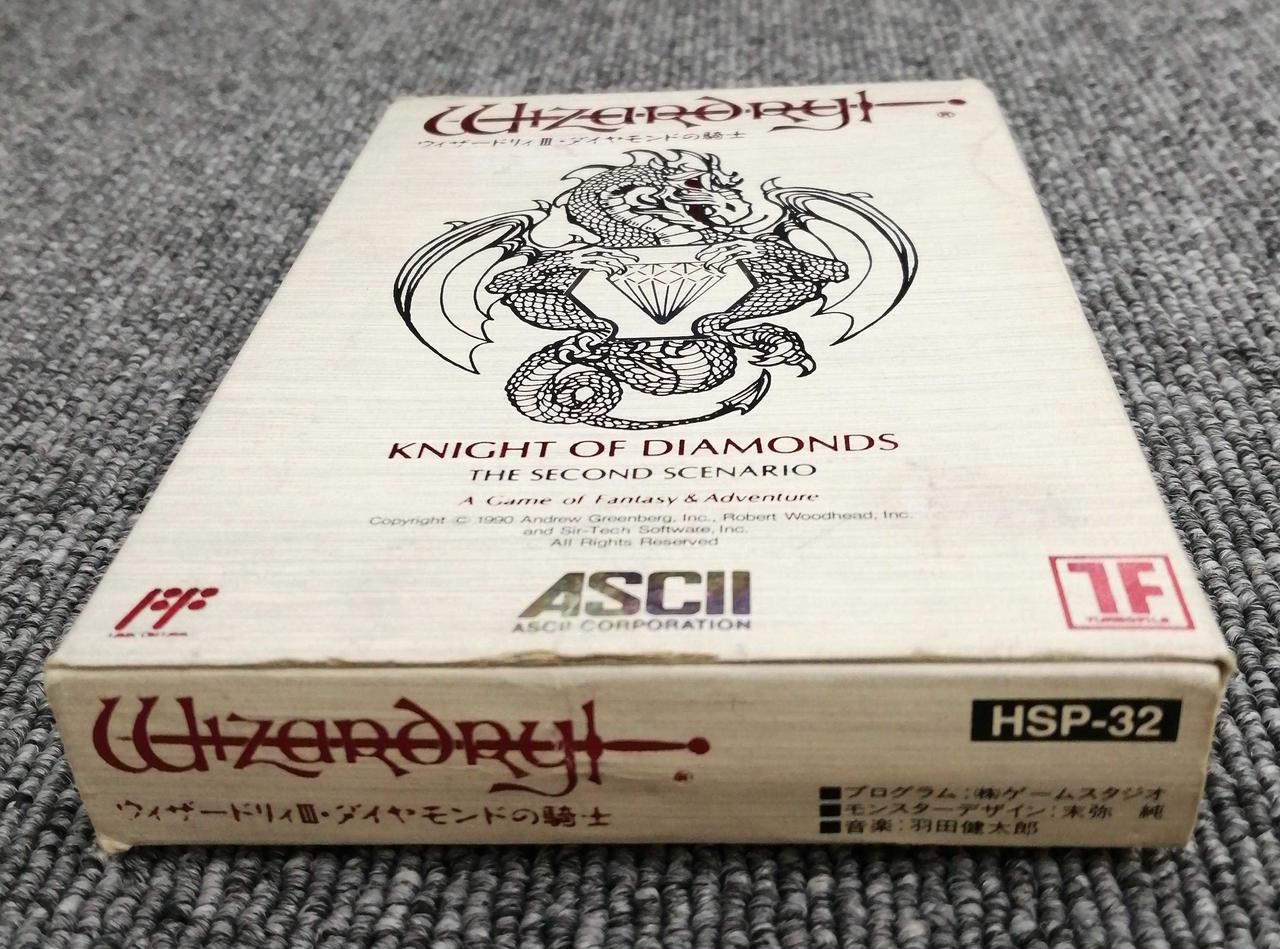 Wizardry ®
ウィザードリィⅢ・ダイヤモンドの騎士
KNIGHT OF DIAMONDS
THE SECOND SCENARIO
A Game of Fantasy & Adventure
Copyright © 1990 Andrew Greenberg, Inc., Robert Woodhead, Inc.
and Sir-Tech Software, Inc.
All Rights Reserved
ASCII
ASCII CORPORATION
TF
Wizardry ®
ウィザードリィⅢ・ダイヤモンドの騎士
HSP-32
■プログラム:㈱ゲームスタジオ
■モンスターデザイン:末弥 純
■音楽:羽田健太郎